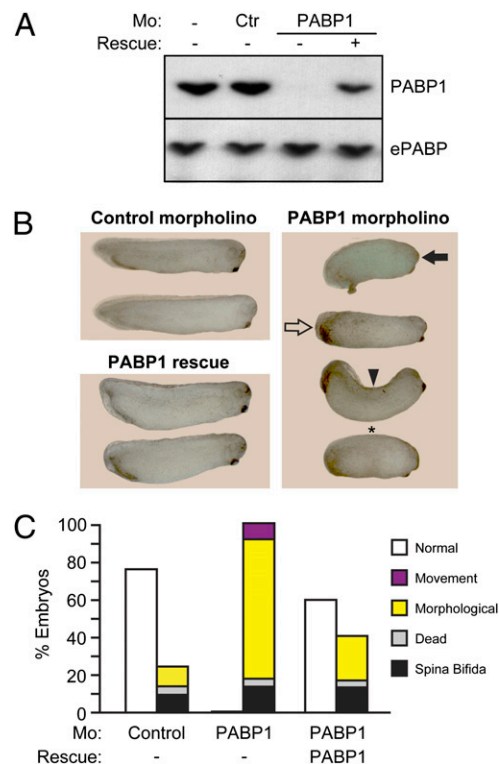 A
Mo: - Ctr PABP1
Rescue: - - - +
PABP1
ePABP
B
Control morpholino
PABP1 morpholino
PABP1 rescue
*
C
100
80
60
40
20
0
% Embryos
Normal
Movement
Morphological
Dead
Spina Bifida
Mo: Control PABP1 PABP1
Rescue: - - PABP1